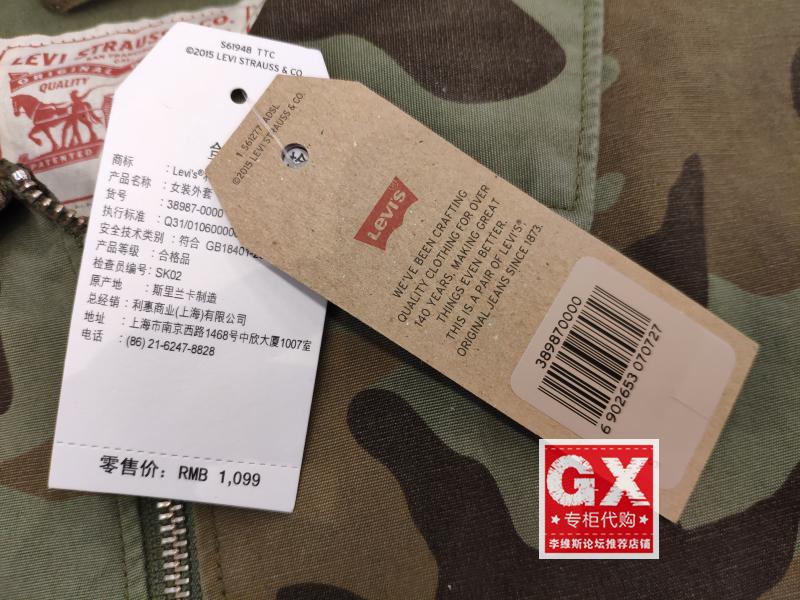 LEVI STRAUSS & CO.
ORIGINAL
QUALITY
PATENTED
S61948 TTC
©2015 LEVI STRAUSS & CO.
商标 : Levi's®
产品名称 : 女装外套
货号 : 38987-0000
执行标准 : Q31/01060000
安全技术类别 : 符合 GB18401-2
产品等级 : 合格品
检查员编号: SK02
原产地 : 斯里兰卡制造
总经销 : 利惠商业(上海)有限公司
地址 : 上海市南京西路1468号中欣大厦1007室
电话 : (86) 21-6247-8828
零售价: RMB 1,099
1 S61277 ADSL
©2015 LEVI STRAUSS & CO.
Levi's
WE'VE BEEN CRAFTING
QUALITY CLOTHING FOR OVER
140 YEARS, MAKING GREAT
THINGS EVEN BETTER.
THIS IS A PAIR OF LEVI'S®
ORIGINAL JEANS SINCE 1873.
389870000
6 902653 070727
GX
★专柜代购★
李维斯论坛推荐店铺